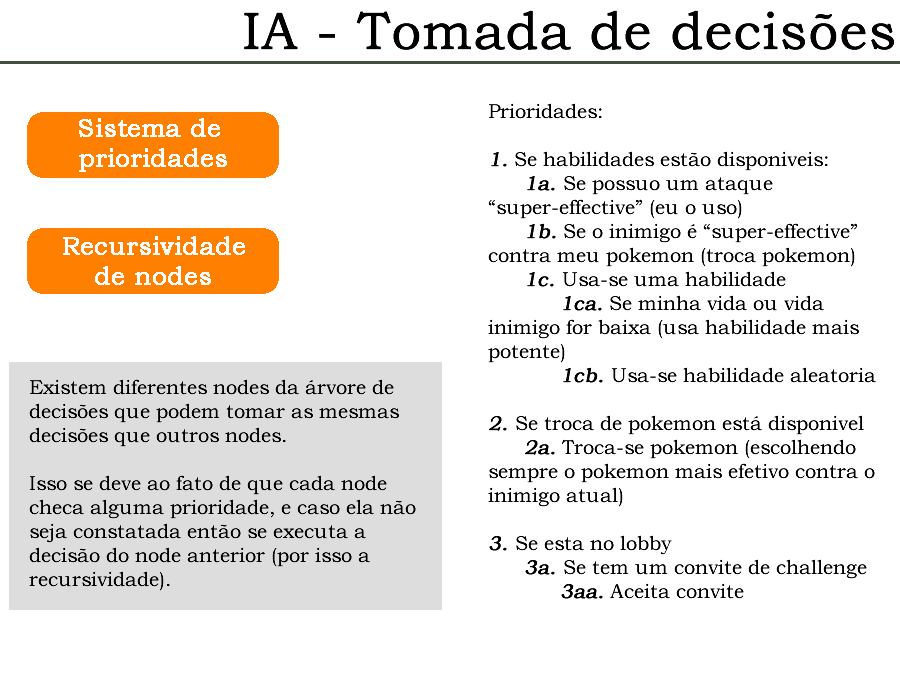 IA - Tomada de decisões
Sistema de
prioridades
Recursividade
de nodes
Existem diferentes nodes da árvore de
decisões que podem tomar as mesmas
decisões que outros nodes.
Isso se deve ao fato de que cada node
checa alguma prioridade, e caso ela não
seja constatada então se executa a
decisão do node anterior (por isso a
recursividade).
Prioridades:
1. Se habilidades estão disponiveis:
1a. Se possuo um ataque
“super-effective” (eu o uso)
1b. Se o inimigo é “super-effective”
contra meu pokemon (troca pokemon)
1c. Usa-se uma habilidade
1ca. Se minha vida ou vida
inimigo for baixa (usa habilidade mais
potente)
1cb. Usa-se habilidade aleatoria
2. Se troca de pokemon está disponivel
2a. Troca-se pokemon (escolhendo
sempre o pokemon mais efetivo contra o
inimigo atual)
3. Se esta no lobby
3a. Se tem um convite de challenge
3aa. Aceita convite